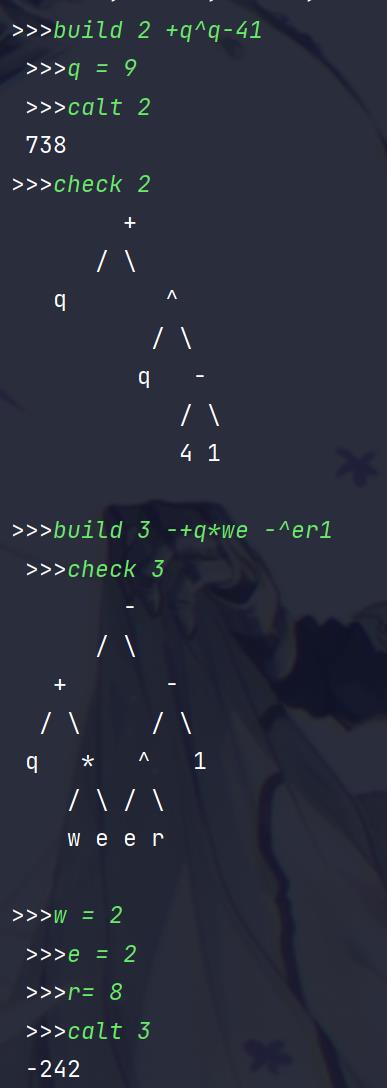 >>>build 2 +q^q-41
>>>q = 9
>>>calt 2
738
>>>check 2
+
/ \
q ^
/ \
q -
/ \
4 1
>>>build 3 -+q*we -^er1
>>>check 3
-
/ \
+ -
/ \ / \
q * ^ 1
/ \ / \
w e e r
>>>w = 2
>>>e = 2
>>>r= 8
>>>calt 3
-242